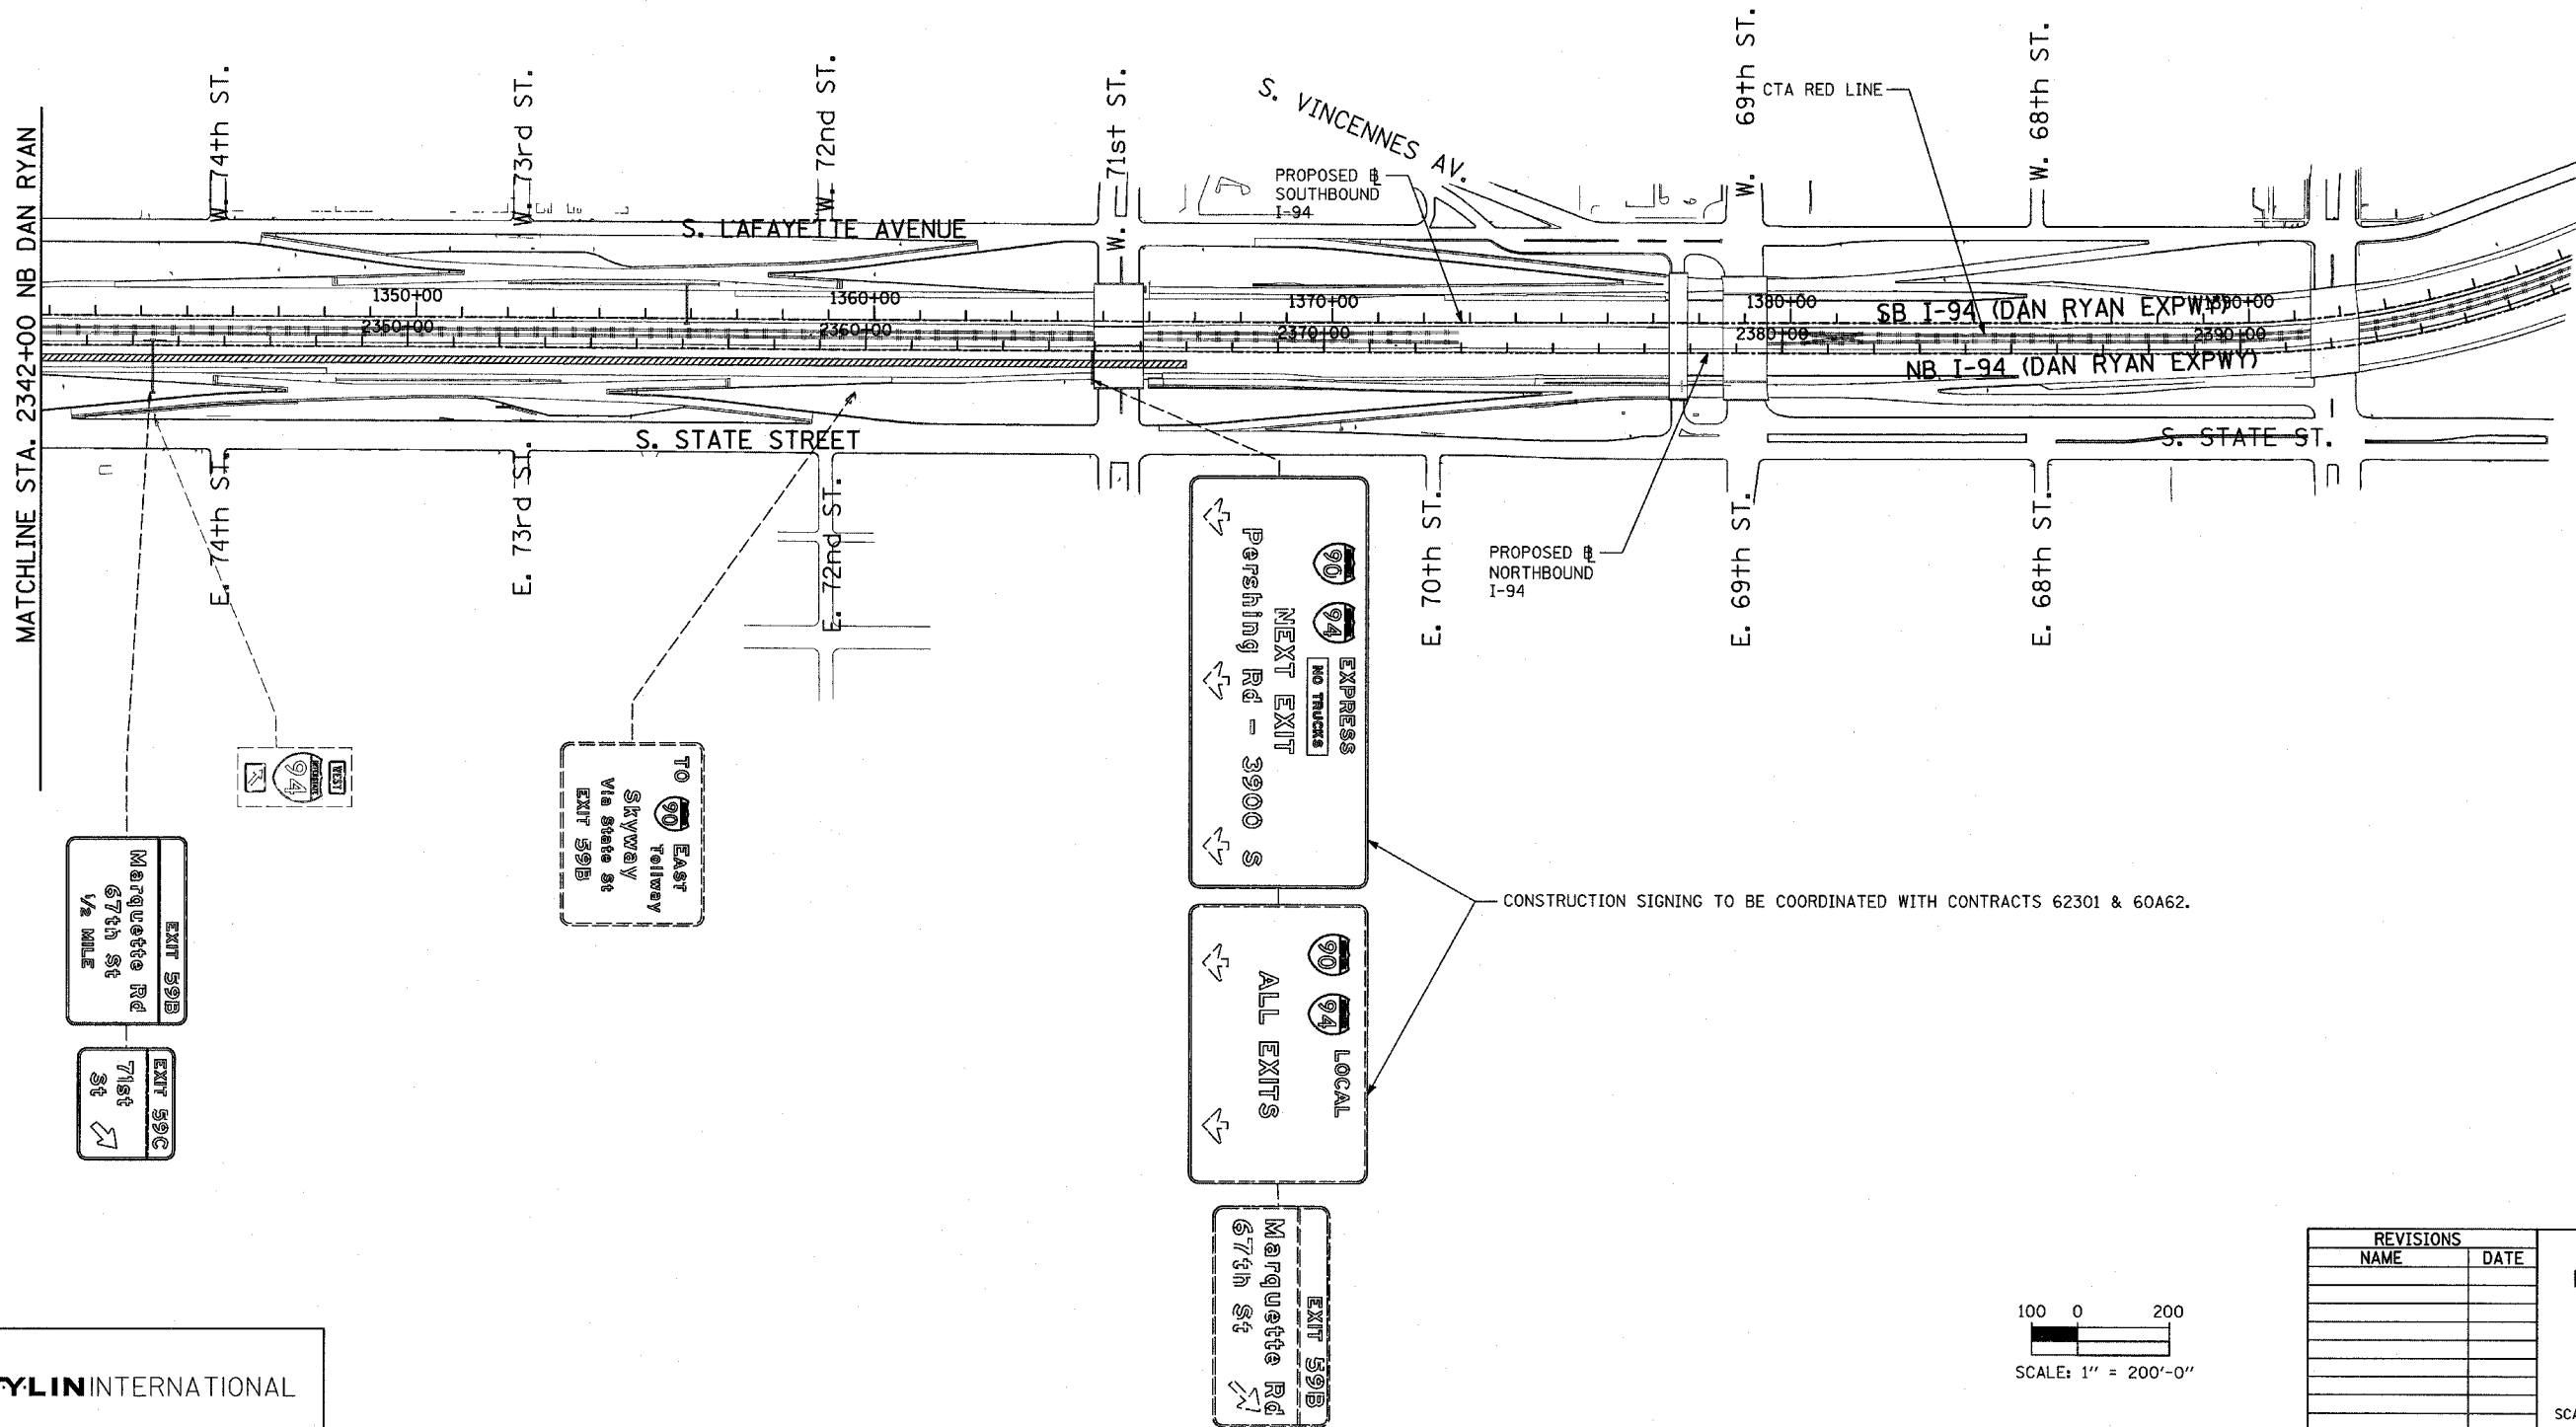 MATCHLINE STA. 2342+00 NB DAN RYAN
W. 74th ST.
W. 73rd ST.
W. 72nd ST.
W. 71st ST.
S. VINCENNES AV.
W. 69th ST.
W. 68th ST.
CTA RED LINE
PROPOSED ℄
SOUTHBOUND
I-94
S. LAFAYETTE AVENUE
1350+00
1360+00
1370+00
1380+00
1390+00
SB I-94 (DAN RYAN EXPWY)
2350+00
2360+00
2370+00
2380+00
2390+00
NB I-94 (DAN RYAN EXPWY)
S. STATE STREET
S. STATE ST.
E. 74th ST.
E. 73rd ST.
E. 72nd ST.
E. 70th ST.
E. 69th ST.
E. 68th ST.
PROPOSED ℄
NORTHBOUND
I-94
WEST
94
EXIT 59B
Marquette Rd
67th St
1/2 MILE
EXIT 59C
71st
St
TO 90 EAST
Tollway
Skyway
Via State St
EXIT 59B
90 94 EXPRESS
NO TRUCKS
NEXT EXIT
Pershing Rd - 3900 S
90 94 LOCAL
ALL EXITS
EXIT 59B
Marquette Rd
67th St
CONSTRUCTION SIGNING TO BE COORDINATED WITH CONTRACTS 62301 & 60A62.
100 0 200
SCALE: 1" = 200'-0"
REVISIONS
NAME DATE
Y·LIN INTERNATIONAL